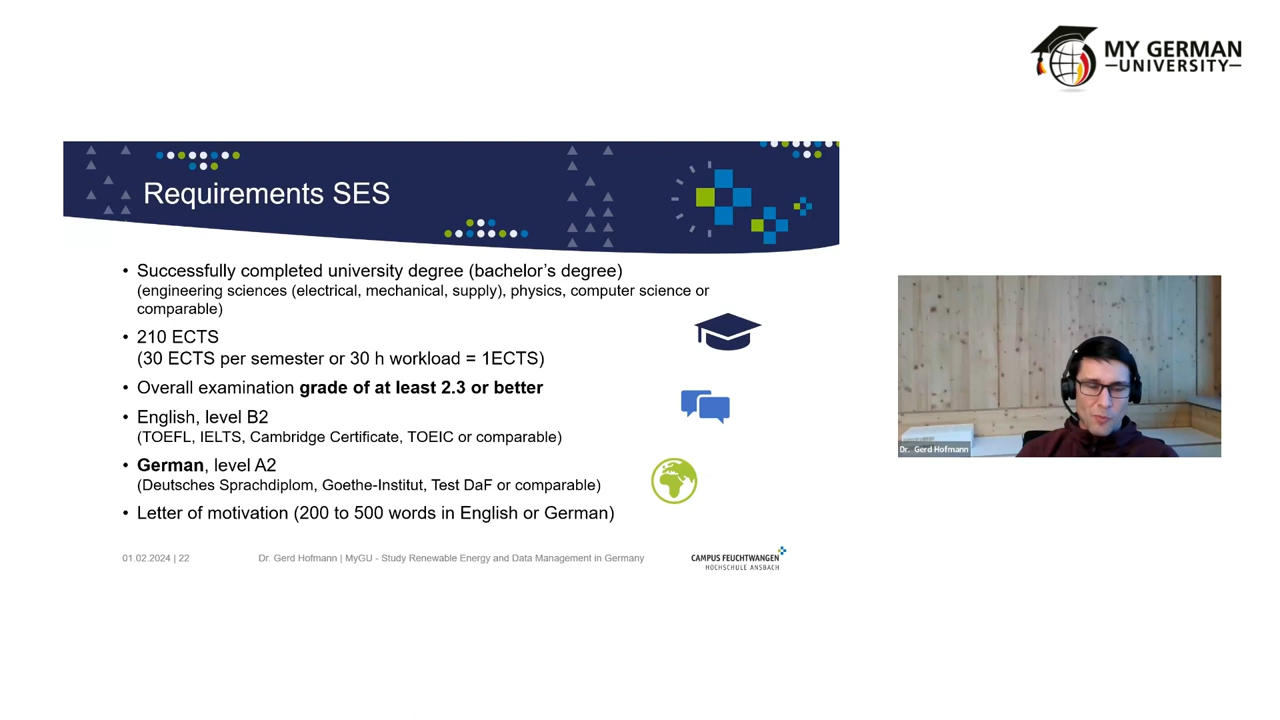 MY GERMAN
UNIVERSITY
Requirements SES
• Successfully completed university degree (bachelor’s degree)
(engineering sciences (electrical, mechanical, supply), physics, computer science or
comparable)
• 210 ECTS
(30 ECTS per semester or 30 h workload = 1ECTS)
• Overall examination grade of at least 2.3 or better
• English, level B2
(TOEFL, IELTS, Cambridge Certificate, TOEIC or comparable)
• German, level A2
(Deutsches Sprachdiplom, Goethe-Institut, Test DaF or comparable)
• Letter of motivation (200 to 500 words in English or German)
01.02.2024 | 22
Dr. Gerd Hofmann | MyGU - Study Renewable Energy and Data Management in Germany
CAMPUS FEUCHTWANGEN
HOCHSCHULE ANSBACH
Dr. Gerd Hofmann